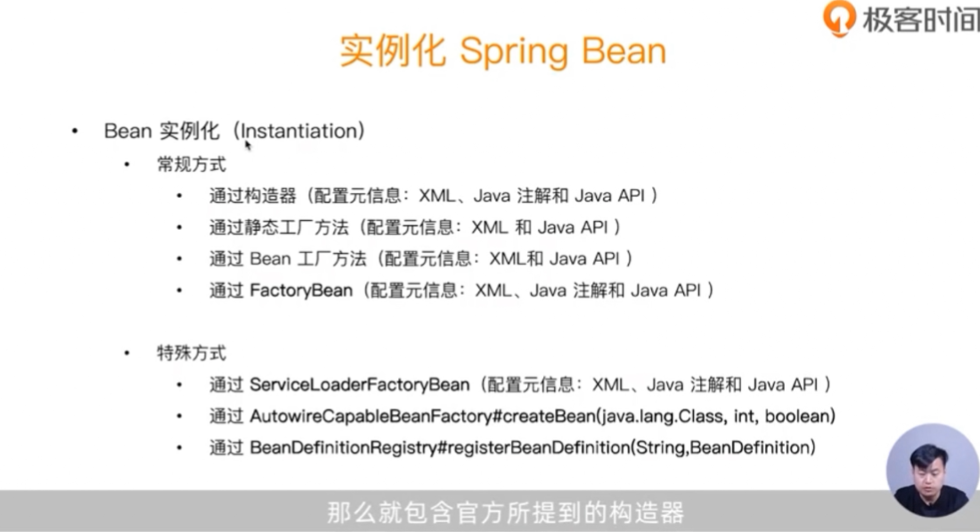 极客时间
实例化 Spring Bean
• Bean 实例化（Instantiation）
• 常规方式
• 通过构造器（配置元信息：XML、Java 注解和 Java API ）
• 通过静态工厂方法（配置元信息：XML 和 Java API ）
• 通过 Bean 工厂方法（配置元信息：XML和 Java API ）
• 通过 FactoryBean（配置元信息：XML、Java 注解和 Java API ）
• 特殊方式
• 通过 ServiceLoaderFactoryBean（配置元信息：XML、Java 注解和 Java API ）
• 通过 AutowireCapableBeanFactory#createBean(java.lang.Class, int, boolean)
• 通过 BeanDefinitionRegistry#registerBeanDefinition(String,BeanDefinition)
那么就包含官方所提到的构造器